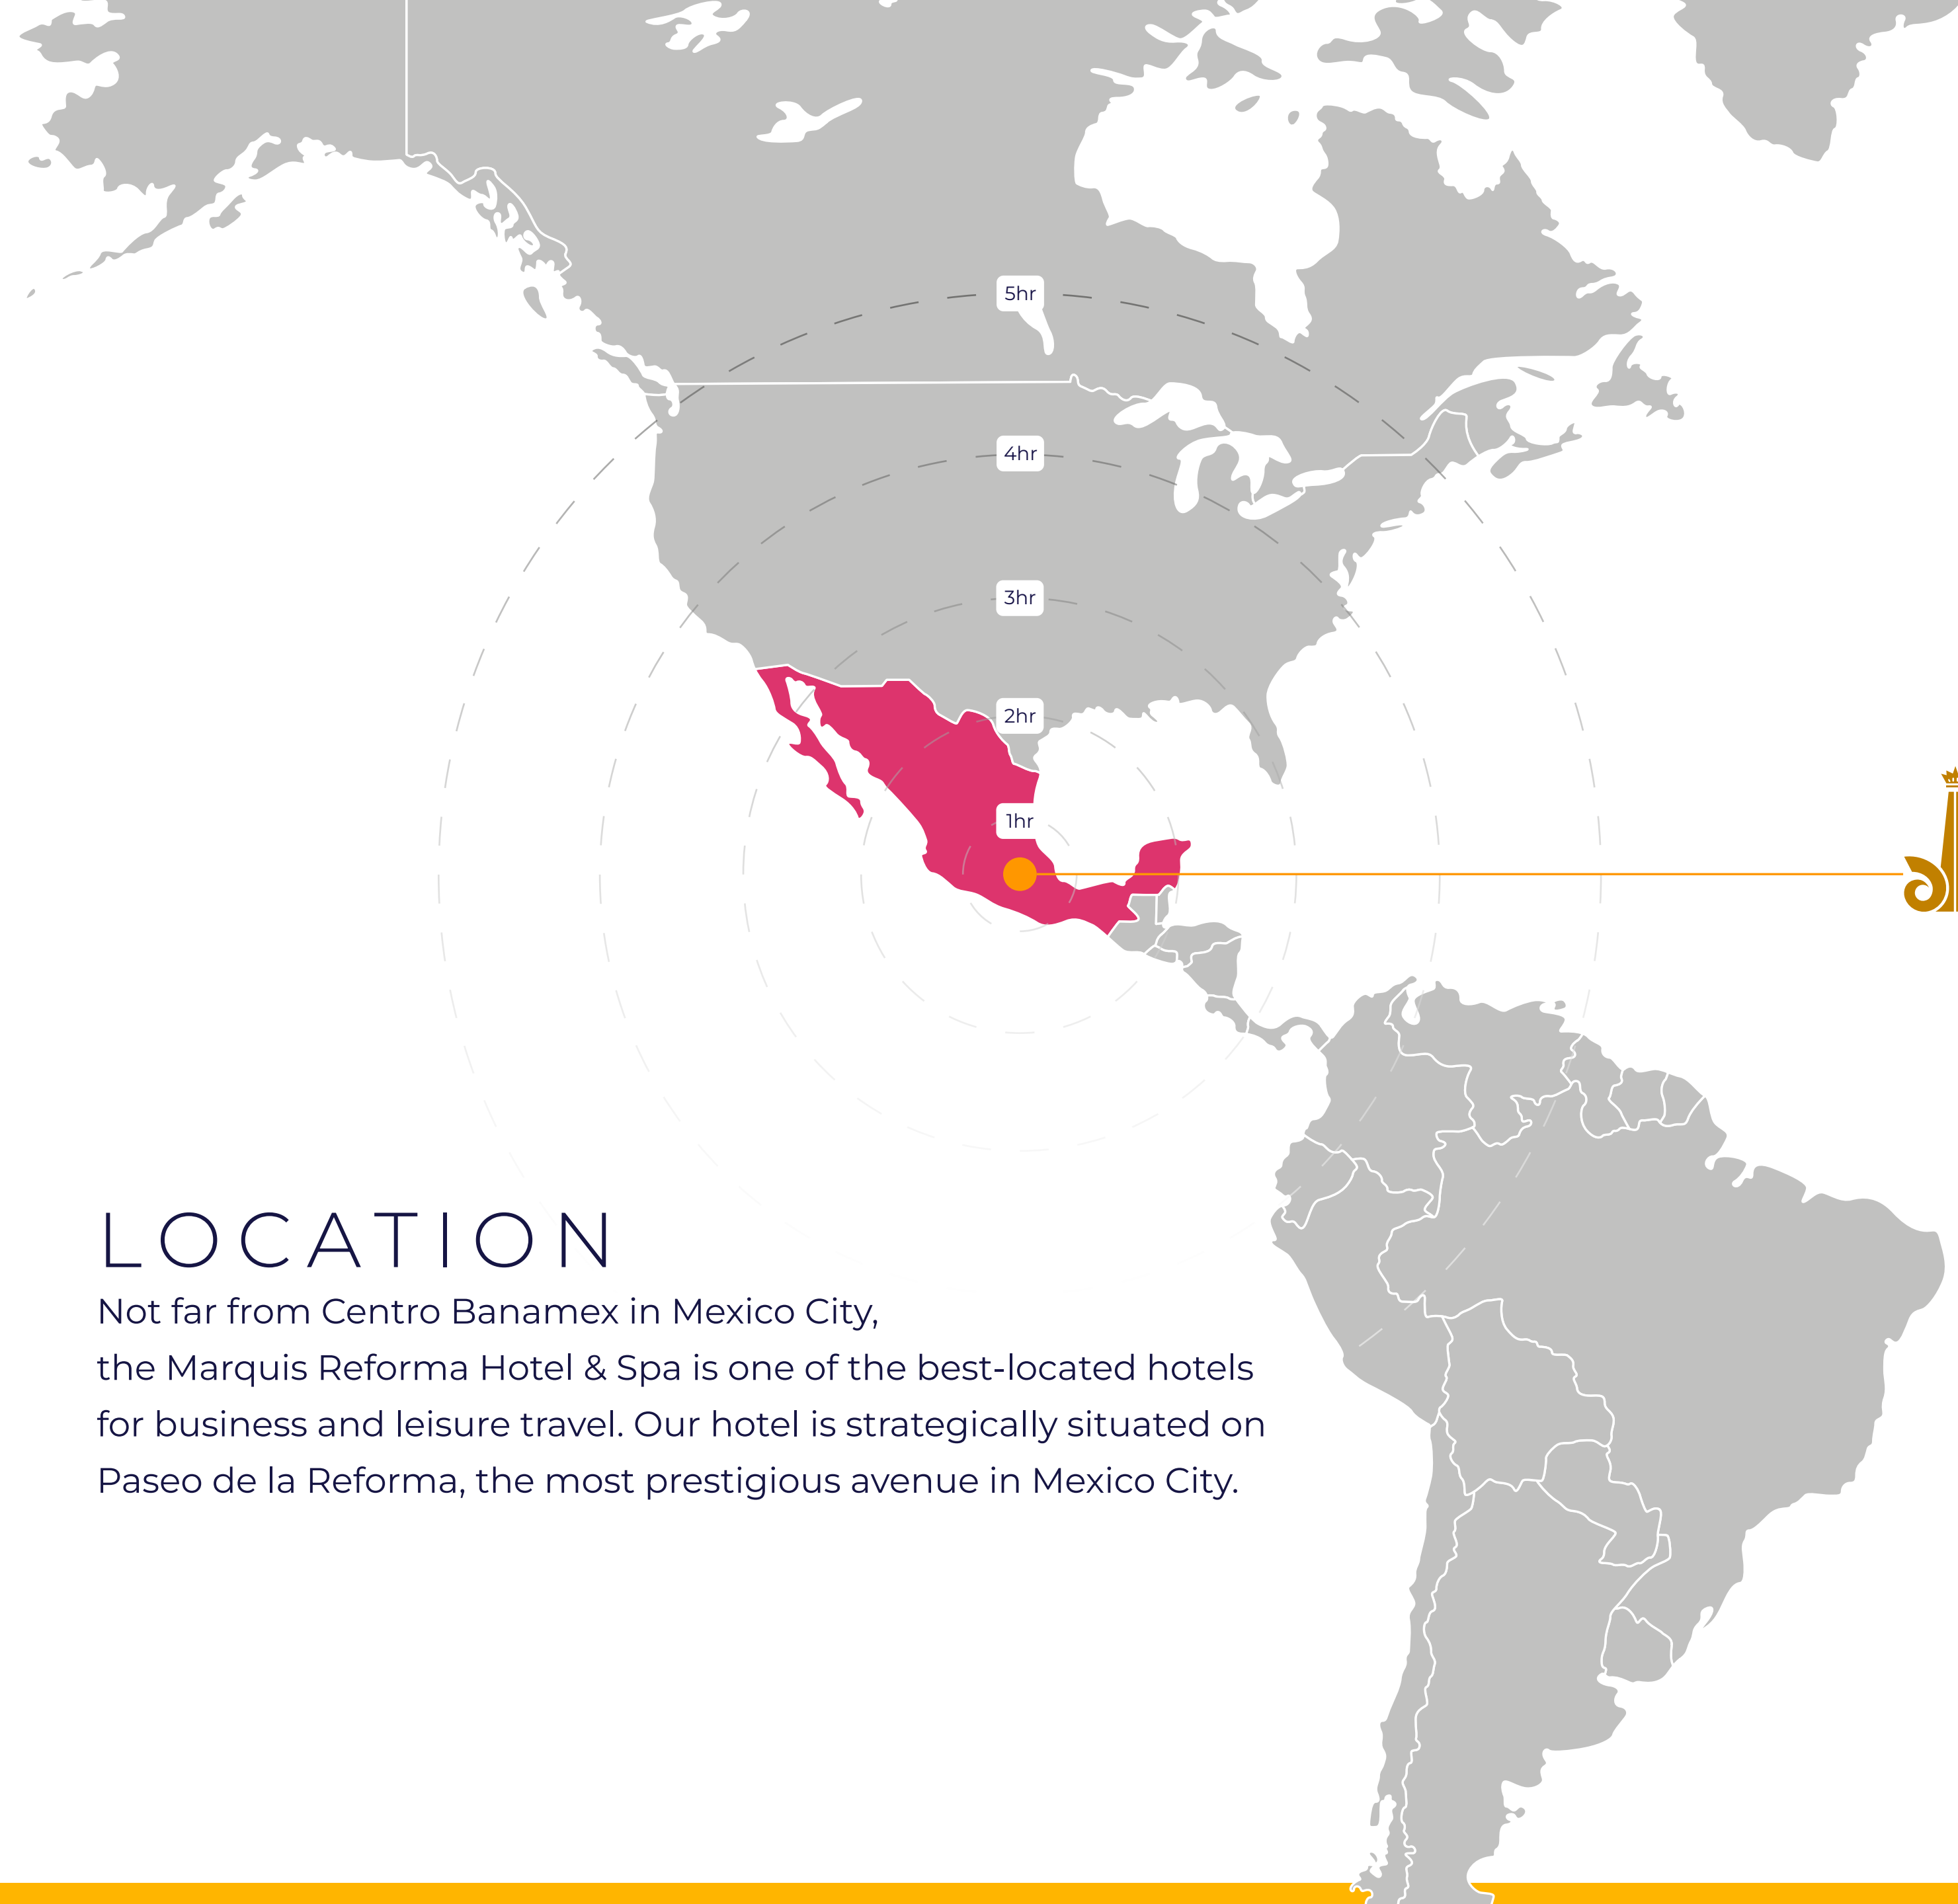 5hr
4hr
3hr
2hr
1hr
LOCATION
Not far from Centro Banamex in Mexico City,
the Marquis Reforma Hotel & Spa is one of the best-located hotels
for business and leisure travel. Our hotel is strategically situated on
Paseo de la Reforma, the most prestigious avenue in Mexico City.